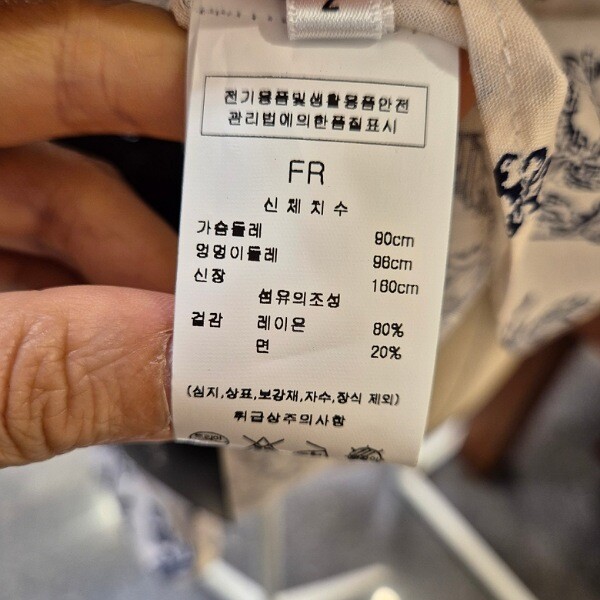 전기용품및생활용품안전
관리법에의한품질표시
FR
신체치수
가슴둘레 90cm
엉덩이둘레 96cm
신장 160cm
섬유의조성
겉감 레이온 80%
면 20%
(심지,상표,보강재,자수,장식 제외)
취급상주의사항